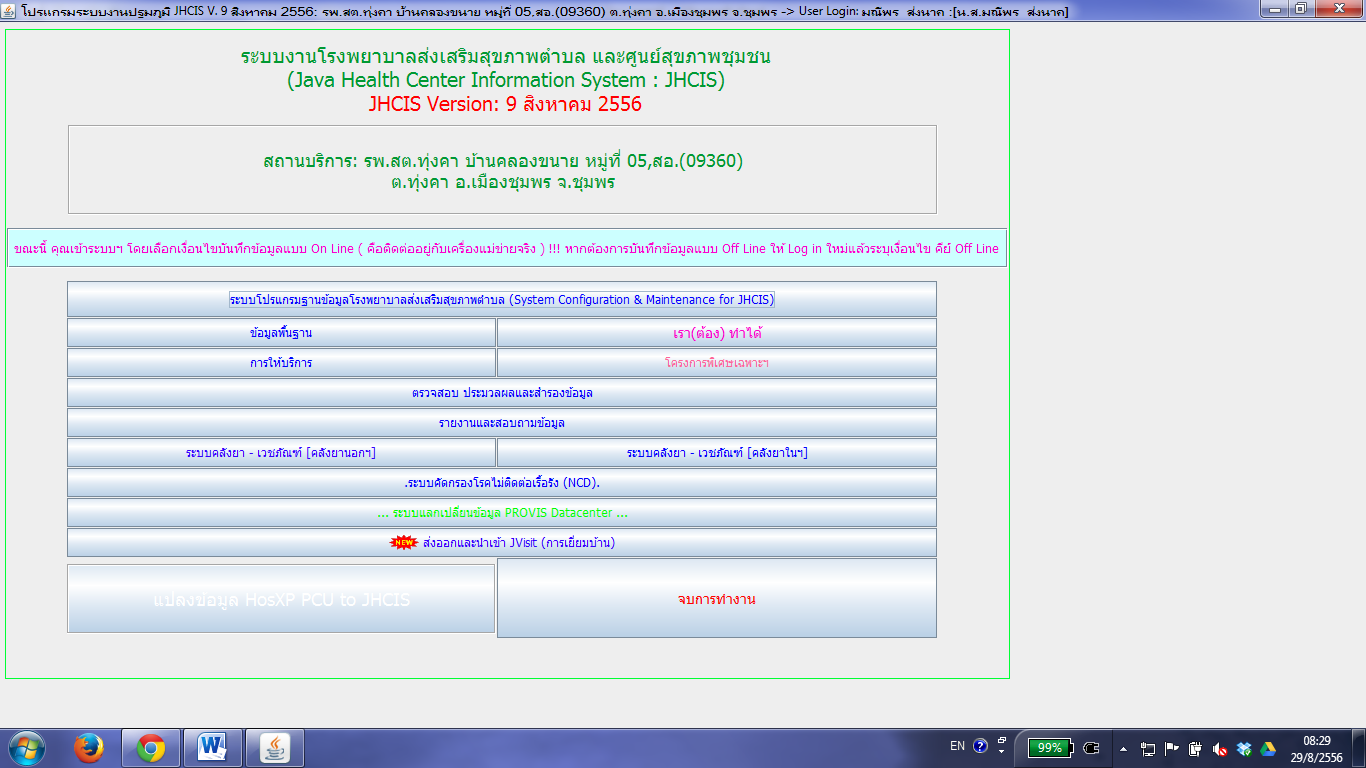 โปรแกรมระบบงานปฐมภูมิ JHCIS V. 9 สิงหาคม 2556: รพ.สต.ทุ่งคา บ้านคลองขนาย หมู่ที่ 05,สอ.(09360) ต.ทุ่งคา อ.เมืองชุมพร จ.ชุมพร -> User Login: มณิพร ส่งนาค :[น.ส.มณิพร ส่งนาค]
ระบบงานโรงพยาบาลส่งเสริมสุขภาพตำบล และศูนย์สุขภาพชุมชน
(Java Health Center Information System : JHCIS)
JHCIS Version: 9 สิงหาคม 2556
สถานบริการ: รพ.สต.ทุ่งคา บ้านคลองขนาย หมู่ที่ 05,สอ.(09360)
ต.ทุ่งคา อ.เมืองชุมพร จ.ชุมพร
ขณะนี้ คุณเข้าระบบฯ โดยเลือกเงื่อนไขบันทึกข้อมูลแบบ On Line ( คือติดต่ออยู่กับเครื่องแม่ข่ายจริง ) !!! หากต้องการบันทึกข้อมูลแบบ Off Line ให้ Log in ใหม่แล้วระบุเงื่อนไข คีย์ Off Line
ระบบโปรแกรมฐานข้อมูลโรงพยาบาลส่งเสริมสุขภาพตำบล (System Configuration & Maintenance for JHCIS)
ข้อมูลพื้นฐาน
เรา(ต้อง) ทำได้
การให้บริการ
โครงการพิเศษเฉพาะฯ
ตรวจสอบ ประมวลผลและสำรองข้อมูล
รายงานและสอบถามข้อมูล
ระบบคลังยา - เวชภัณฑ์ [คลังยานอกฯ]
ระบบคลังยา - เวชภัณฑ์ [คลังยาในฯ]
.ระบบคัดกรองโรคไม่ติดต่อเรื้อรัง (NCD).
... ระบบแลกเปลี่ยนข้อมูล PROVIS Datacenter ...
NEW ส่งออกและนำเข้า JVisit (การเยี่ยมบ้าน)
แปลงข้อมูล HosXP PCU to JHCIS
จบการทำงาน
EN
99%
08:29
29/8/2556